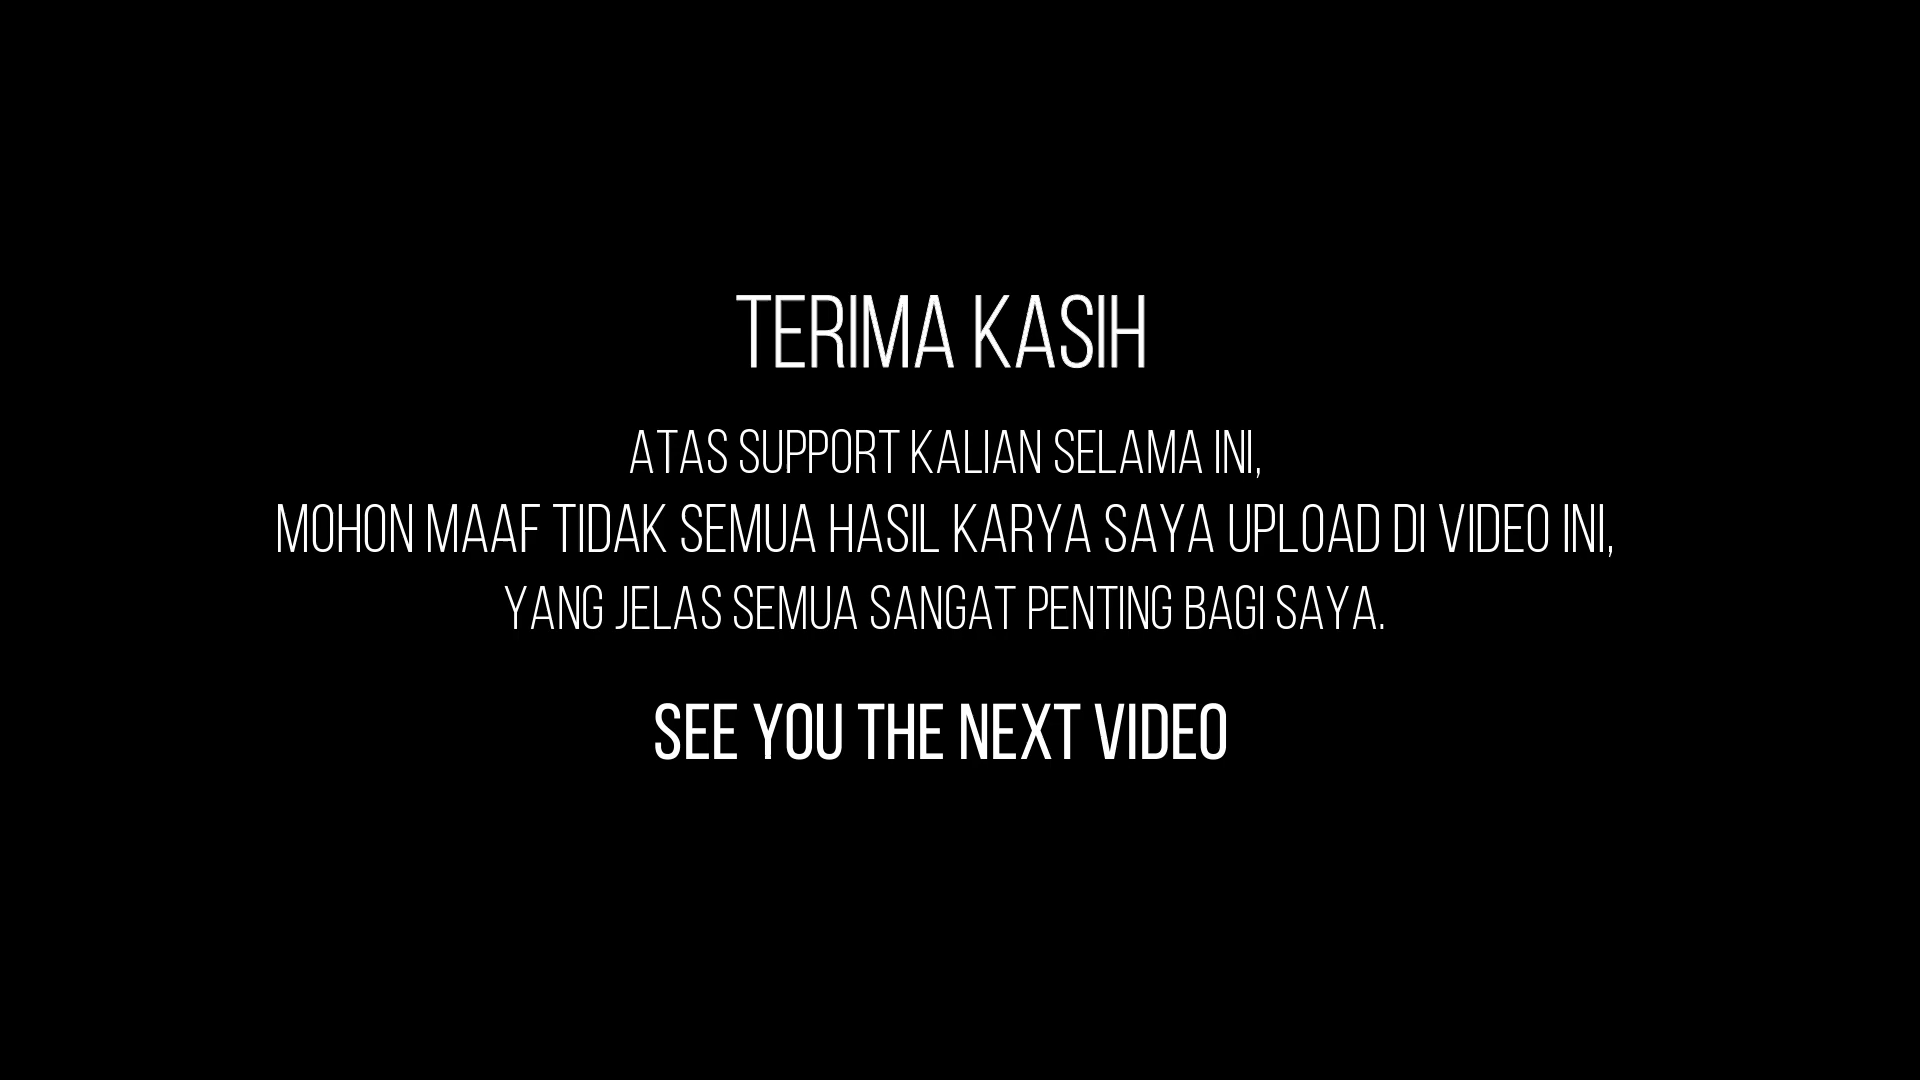 TERIMA KASIH
ATAS SUPPORT KALIAN SELAMA INI,
MOHON MAAF TIDAK SEMUA HASIL KARYA SAYA UPLOAD DI VIDEO INI,
YANG JELAS SEMUA SANGAT PENTING BAGI SAYA.
SEE YOU THE NEXT VIDEO